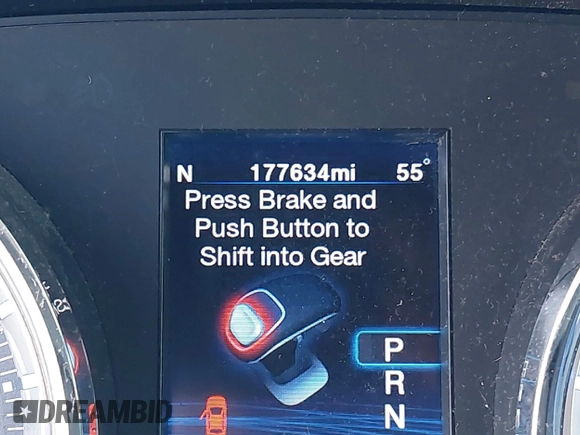 N 177634mi 55°
Press Brake and
Push Button to
Shift into Gear
P
R
N
DREAMBID